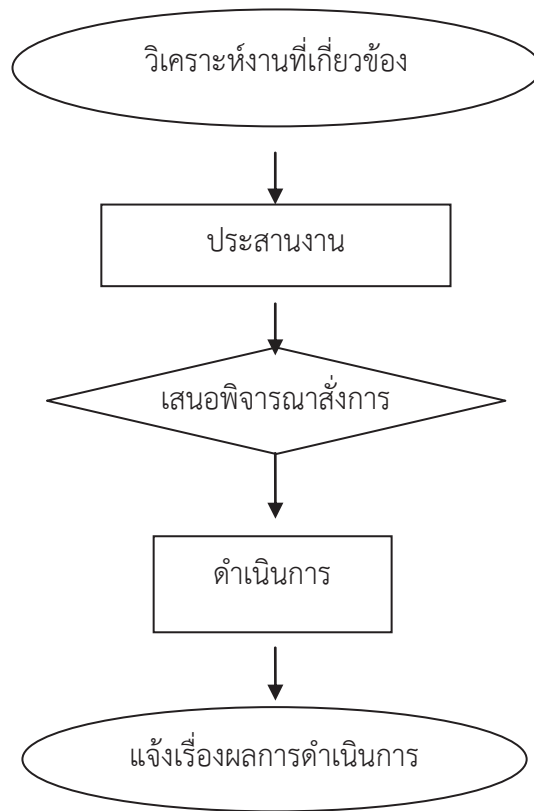 วิเคราะห์งานที่เกี่ยวข้อง
ประสานงาน
เสนอพิจารณาสั่งการ
ดำเนินการ
แจ้งเรื่องผลการดำเนินการ